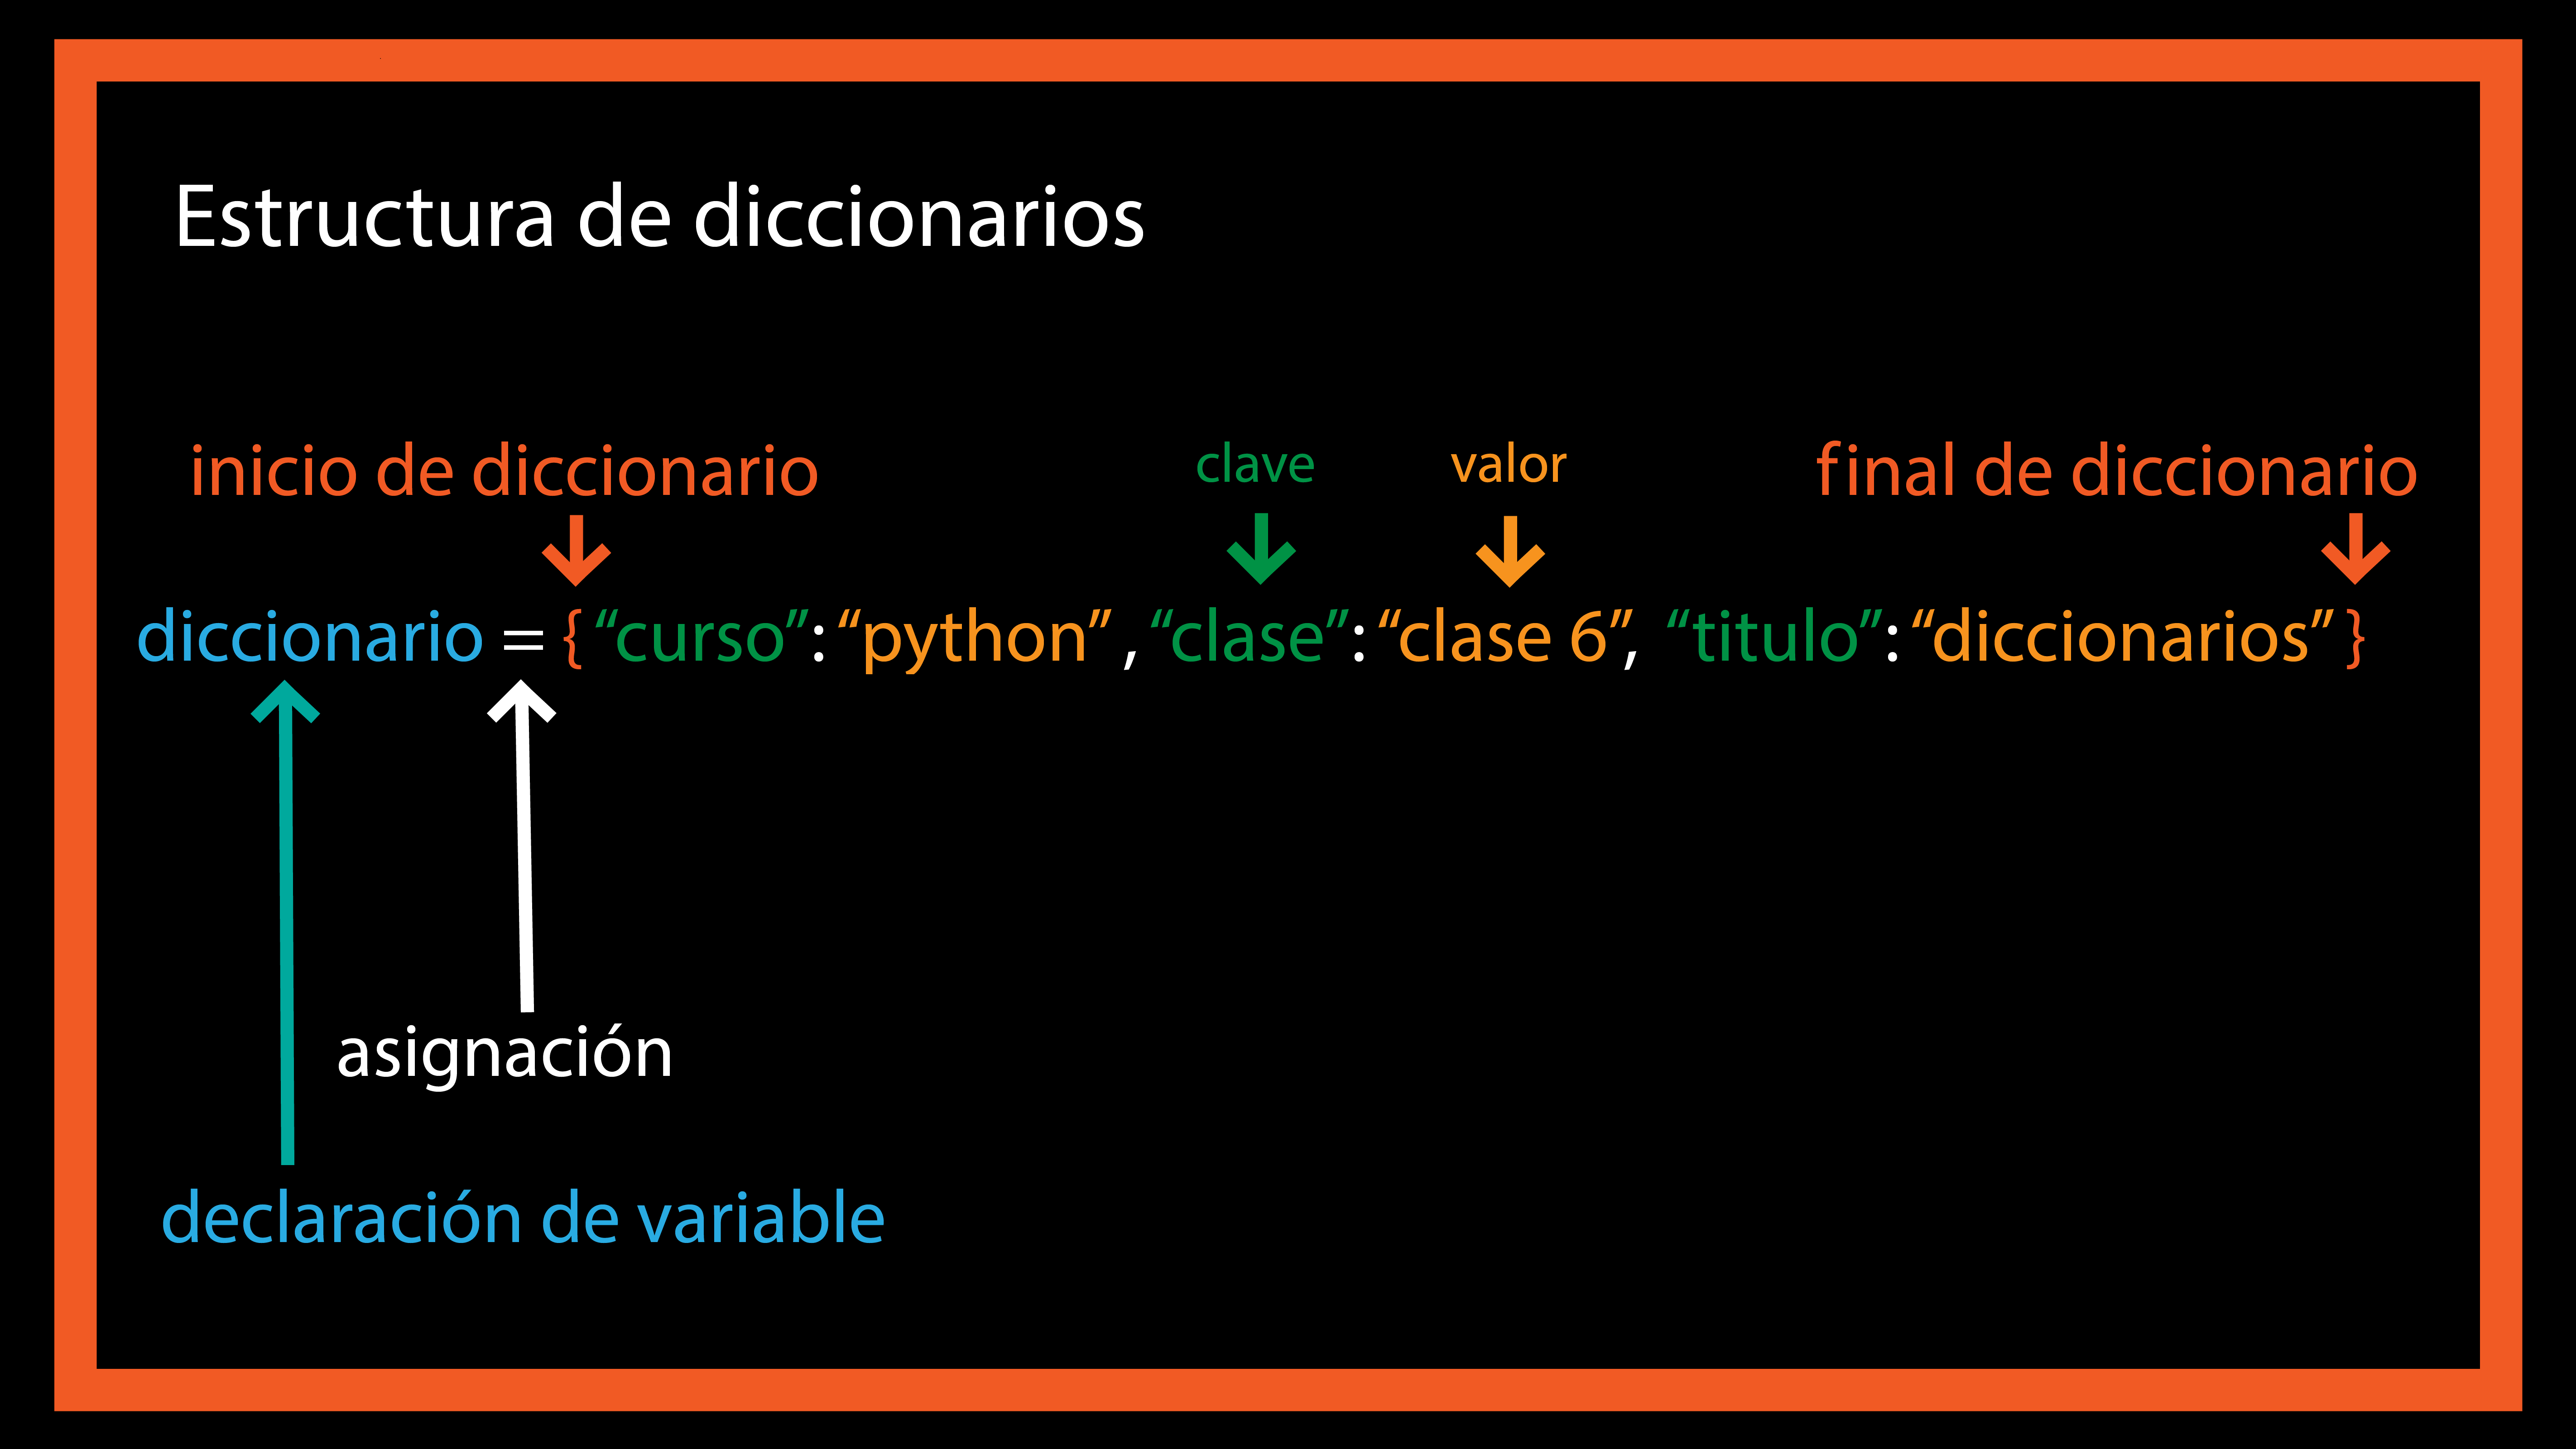 Estructura de diccionarios
inicio de diccionario
clave
valor
final de diccionario
diccionario = { “curso”: “python” , “clase”: “clase 6”, “titulo”: “diccionarios” }
asignación
declaración de variable